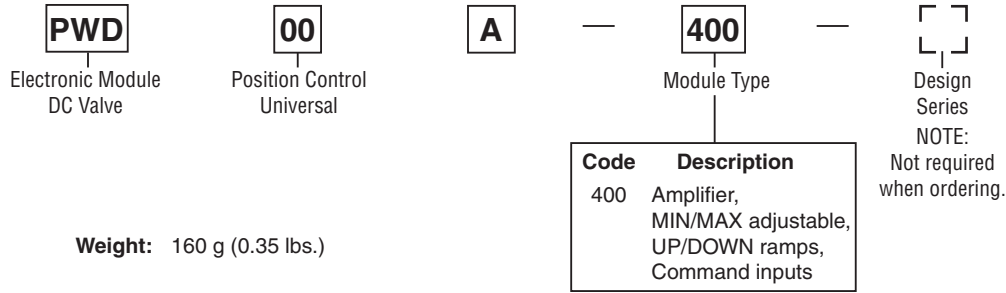 PWD 00 A — 400 —
Electronic Module
DC Valve
Position Control
Universal
Module Type
Design
Series
NOTE:
Not required
when ordering.
Code Description
400 Amplifier,
MIN/MAX adjustable,
UP/DOWN ramps,
Command inputs
Weight: 160 g (0.35 lbs.)